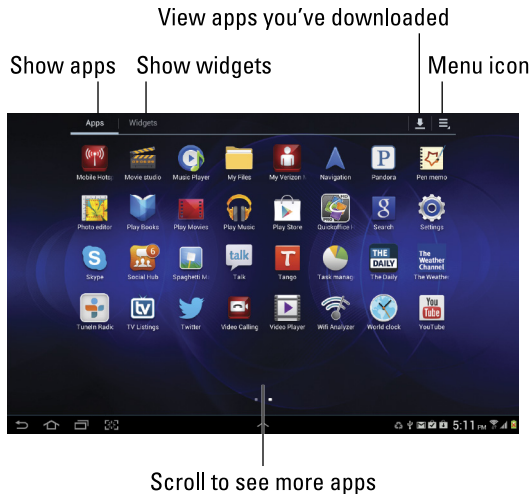 View apps you've downloaded
Show apps Show widgets Menu icon
Apps Widgets
Mobile Hotsp Movie studio Music Player My Files My Verizon Navigation Pandora Pen memo
Photo editor Play Books Play Movies Play Music Play Store Quickoffice Search Settings
Skype Social Hub Spaghetti Ma Talk Tango Task manag The Daily The Weathe
TuneIn Radio TV Listings Twitter Video Calling Video Player Wifi Analyzer World clock YouTube
5:11 PM
Scroll to see more apps